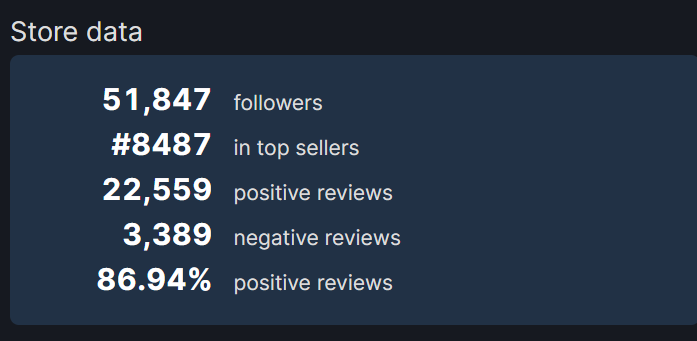 Store data
51,847 followers
#8487 in top sellers
22,559 positive reviews
3,389 negative reviews
86.94% positive reviews